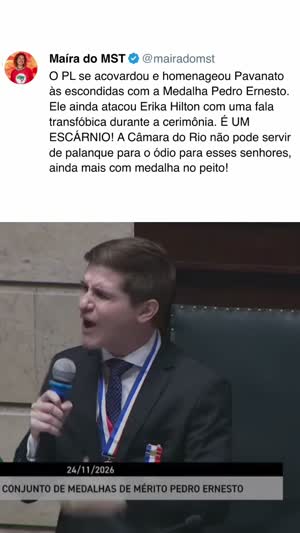 Maíra do MST @mairadomst
O PL se acovardou e homenageou Pavanato
às escondidas com a Medalha Pedro Ernesto.
Ele ainda atacou Erika Hilton com uma fala
transfóbica durante a cerimônia. É UM
ESCÁRNIO! A Câmara do Rio não pode servir
de palanque para o ódio para esses senhores,
ainda mais com medalha no peito!
24/11/2026
CONJUNTO DE MEDALHAS DE MÉRITO PEDRO ERNESTO